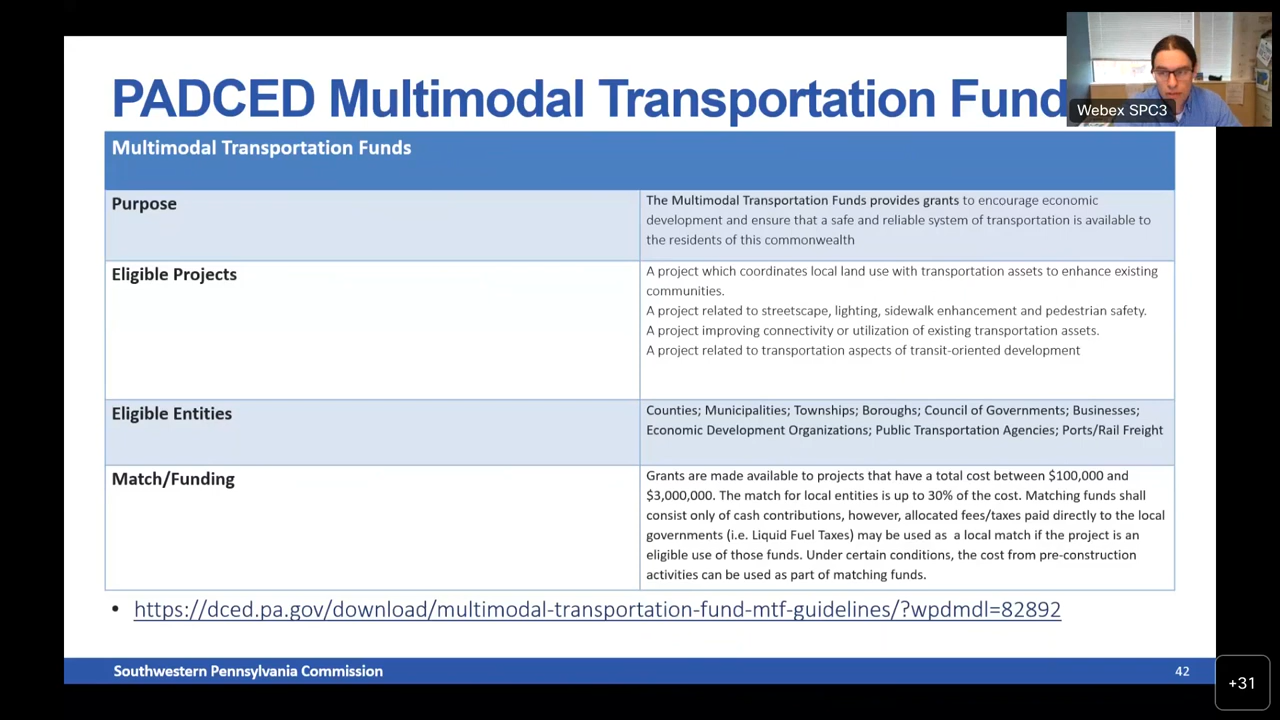 PADCED Multimodal Transportation Fund
Webex SPC3
Multimodal Transportation Funds
Purpose
The Multimodal Transportation Funds provides grants to encourage economic
development and ensure that a safe and reliable system of transportation is available to
the residents of this commonwealth
Eligible Projects
A project which coordinates local land use with transportation assets to enhance existing
communities.
A project related to streetscape, lighting, sidewalk enhancement and pedestrian safety.
A project improving connectivity or utilization of existing transportation assets.
A project related to transportation aspects of transit-oriented development
Eligible Entities
Counties; Municipalities; Townships; Boroughs; Council of Governments; Businesses;
Economic Development Organizations; Public Transportation Agencies; Ports/Rail Freight
Match/Funding
Grants are made available to projects that have a total cost between $100,000 and
$3,000,000. The match for local entities is up to 30% of the cost. Matching funds shall
consist only of cash contributions, however, allocated fees/taxes paid directly to the local
governments (i.e. Liquid Fuel Taxes) may be used as a local match if the project is an
eligible use of those funds. Under certain conditions, the cost from pre-construction
activities can be used as part of matching funds.
• https://dced.pa.gov/download/multimodal-transportation-fund-mtf-guidelines/?wpdmdl=82892
Southwestern Pennsylvania Commission
42
+31